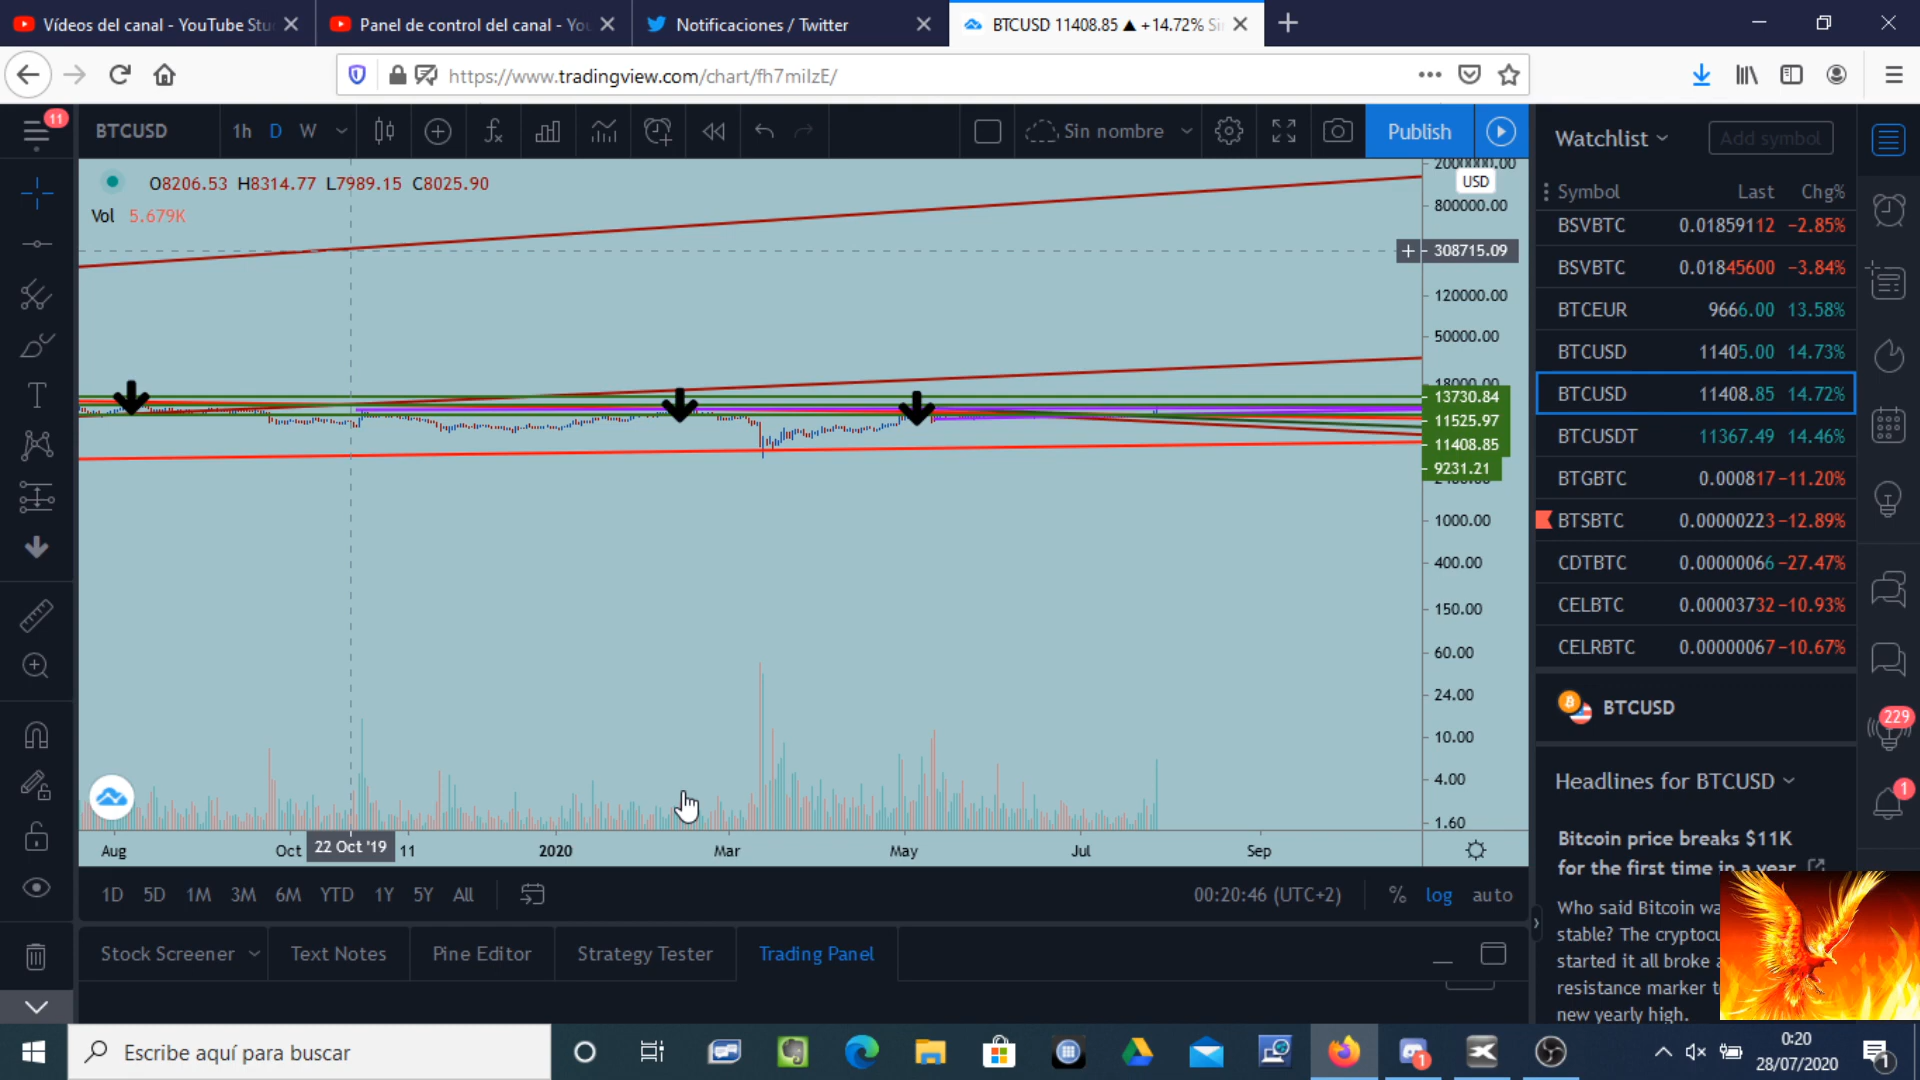 Vídeos del canal - YouTube Stu
Panel de control del canal - You
Notificaciones / Twitter
BTCUSD 11408.85 ▲ +14.72% Si
https://www.tradingview.com/chart/fh7milzE/
11
BTCUSD
1h D W
Sin nombre
Publish
O8206.53 H8314.77 L7989.15 C8025.90
Vol 5.679K
USD
800000.00
308715.09
120000.00
50000.00
18000.00
13730.84
11525.97
11408.85
9231.21
1000.00
400.00
150.00
60.00
24.00
10.00
4.00
1.60
Aug Oct 22 Oct '19 11 2020 Mar May Jul Sep
1D 5D 1M 3M 6M YTD 1Y 5Y All
00:20:46 (UTC+2) % log auto
Stock Screener Text Notes Pine Editor Strategy Tester Trading Panel
Watchlist Add symbol
Symbol Last Chg%
BSVBTC 0.01859112 −2.85%
BSVBTC 0.01845600 −3.84%
BTCEUR 9666.00 13.58%
BTCUSD 11405.00 14.73%
BTCUSD 11408.85 14.72%
BTCUSDT 11367.49 14.46%
BTGBTC 0.000817 −11.20%
BTSBTC 0.00000223 −12.89%
CDTBTC 0.00000066 −27.47%
CELBTC 0.00003732 −10.93%
CELRBTC 0.00000067 −10.67%
BTCUSD
Headlines for BTCUSD
Bitcoin price breaks $11K
for the first time in a year
Who said Bitcoin wa
stable? The cryptocu
started it all broke a
resistance marker t
new yearly high.
229
1
Escribe aquí para buscar
1
0:20
28/07/2020
1